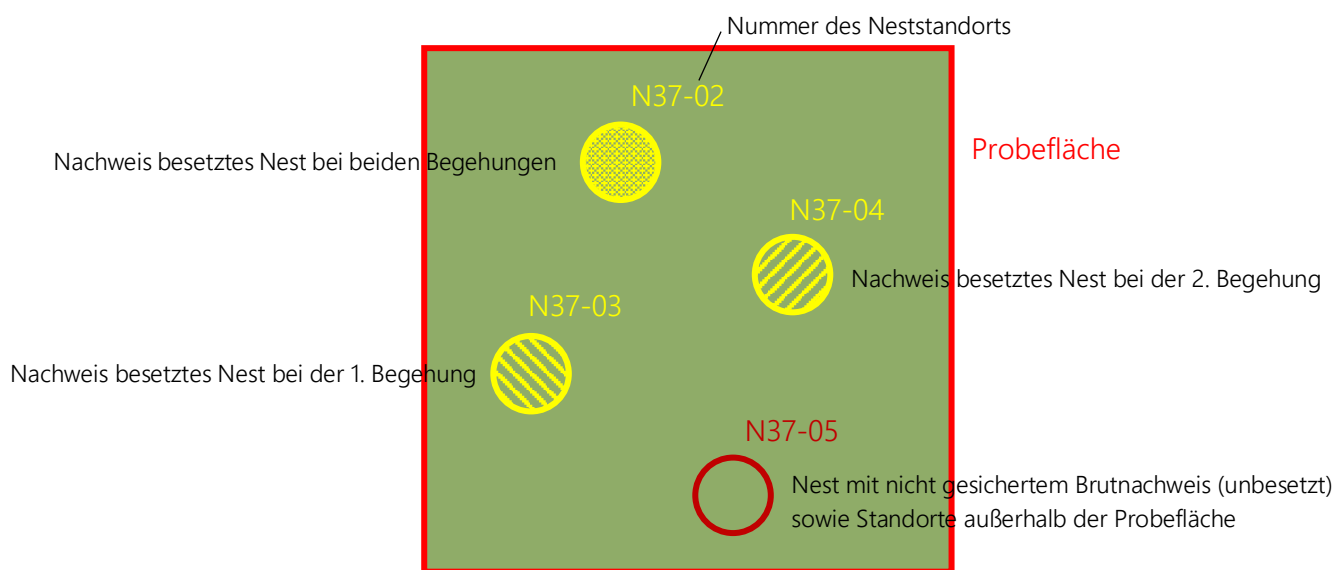 Nummer des Neststandorts
N37-02
Nachweis besetztes Nest bei beiden Begehungen
Probefläche
N37-04
Nachweis besetztes Nest bei der 2. Begehung
N37-03
Nachweis besetztes Nest bei der 1. Begehung
N37-05
Nest mit nicht gesichertem Brutnachweis (unbesetzt)
sowie Standorte außerhalb der Probefläche